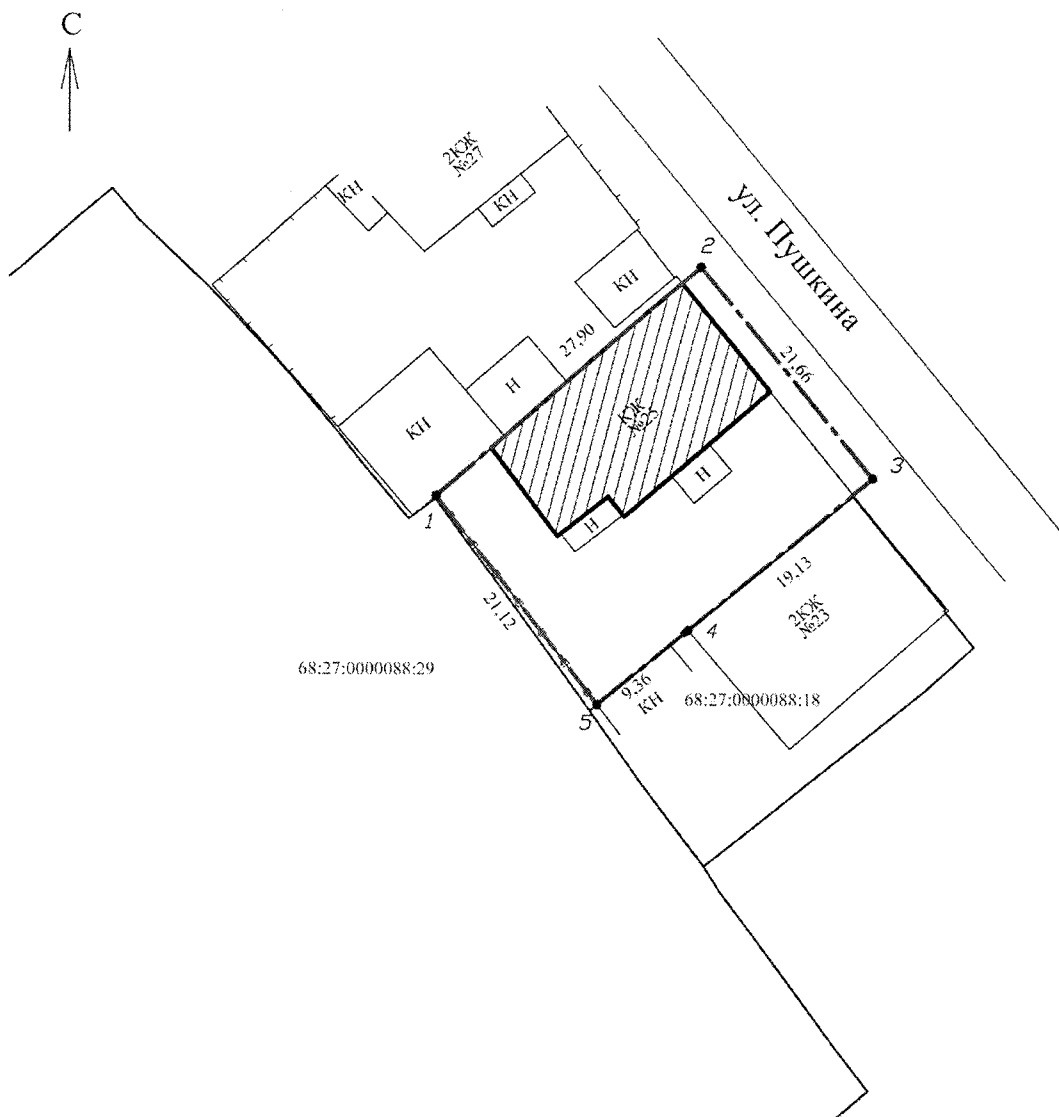 С
2КЖ
№27
КН
КН
ул. Пушкина
2
КН
27,90
21,66
Н
КЖ
№25
КН
Н
3
1
Н
19,13
21,12
2КЖ
№23
4
68:27:0000088:29
9,36
КН
68:27:0000088:18
5